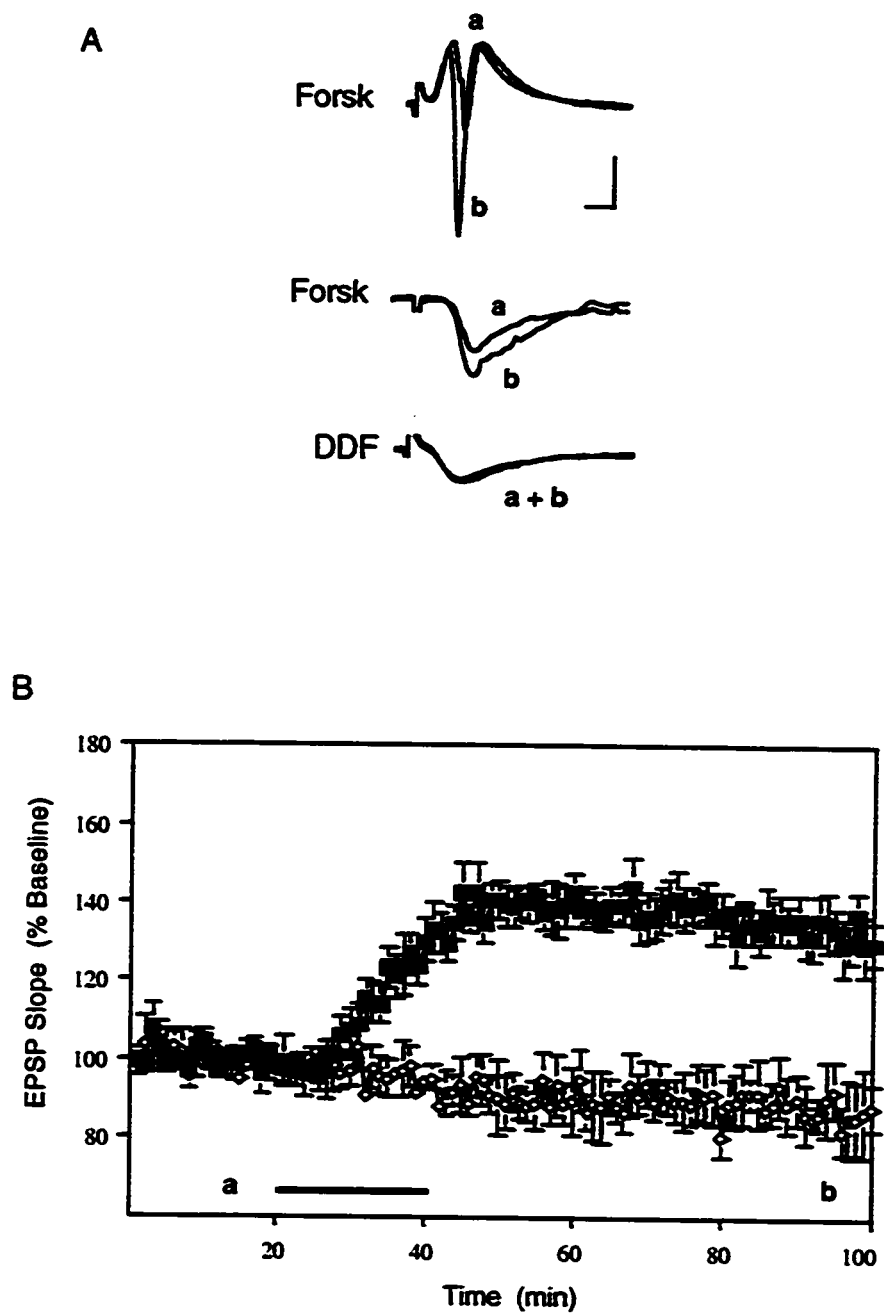 A
a
Forsk
b
Forsk
a
b
DDF
a + b
B
180
160
140
120
100
80
EPSP Slope (% Baseline)
a
b
20 40 60 80 100
Time (min)